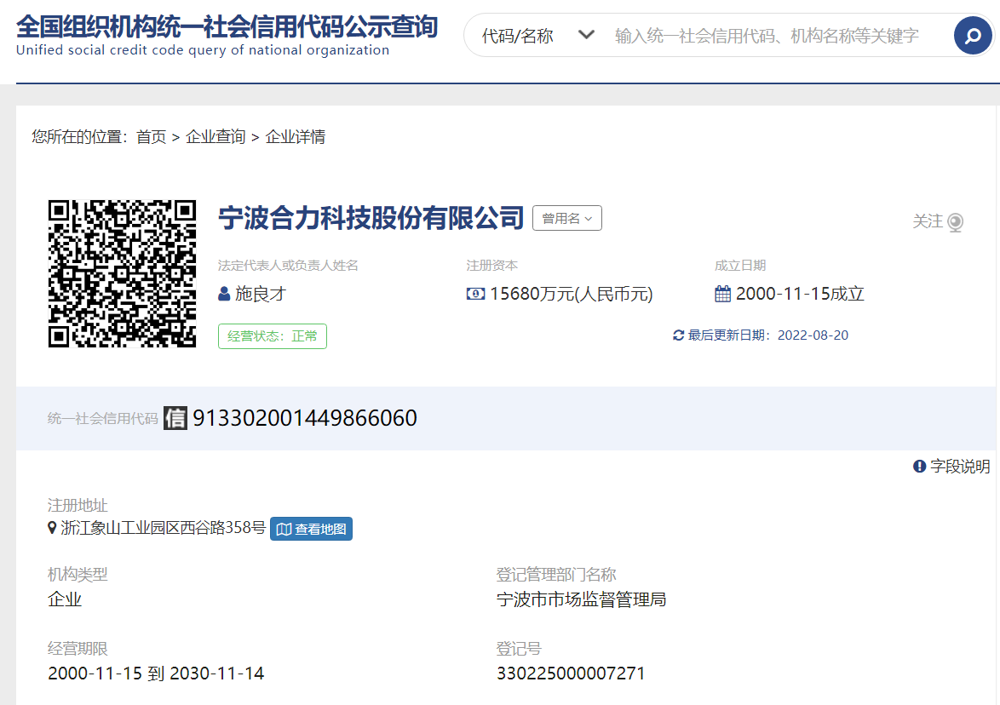 全国组织机构统一社会信用代码公示查询
Unified social credit code query of national organization
代码/名称
输入统一社会信用代码、机构名称等关键字
您所在的位置：首页 > 企业查询 > 企业详情
宁波合力科技股份有限公司 曾用名
关注
法定代表人或负责人姓名 注册资本 成立日期
施良才 15680万元(人民币元) 2000-11-15成立
经营状态：正常 最后更新日期：2022-08-20
统一社会信用代码 信 913302001449866060
字段说明
注册地址
浙江象山工业园区西谷路358号 查看地图
机构类型 登记管理部门名称
企业 宁波市市场监督管理局
经营期限 登记号
2000-11-15 到 2030-11-14 330225000007271